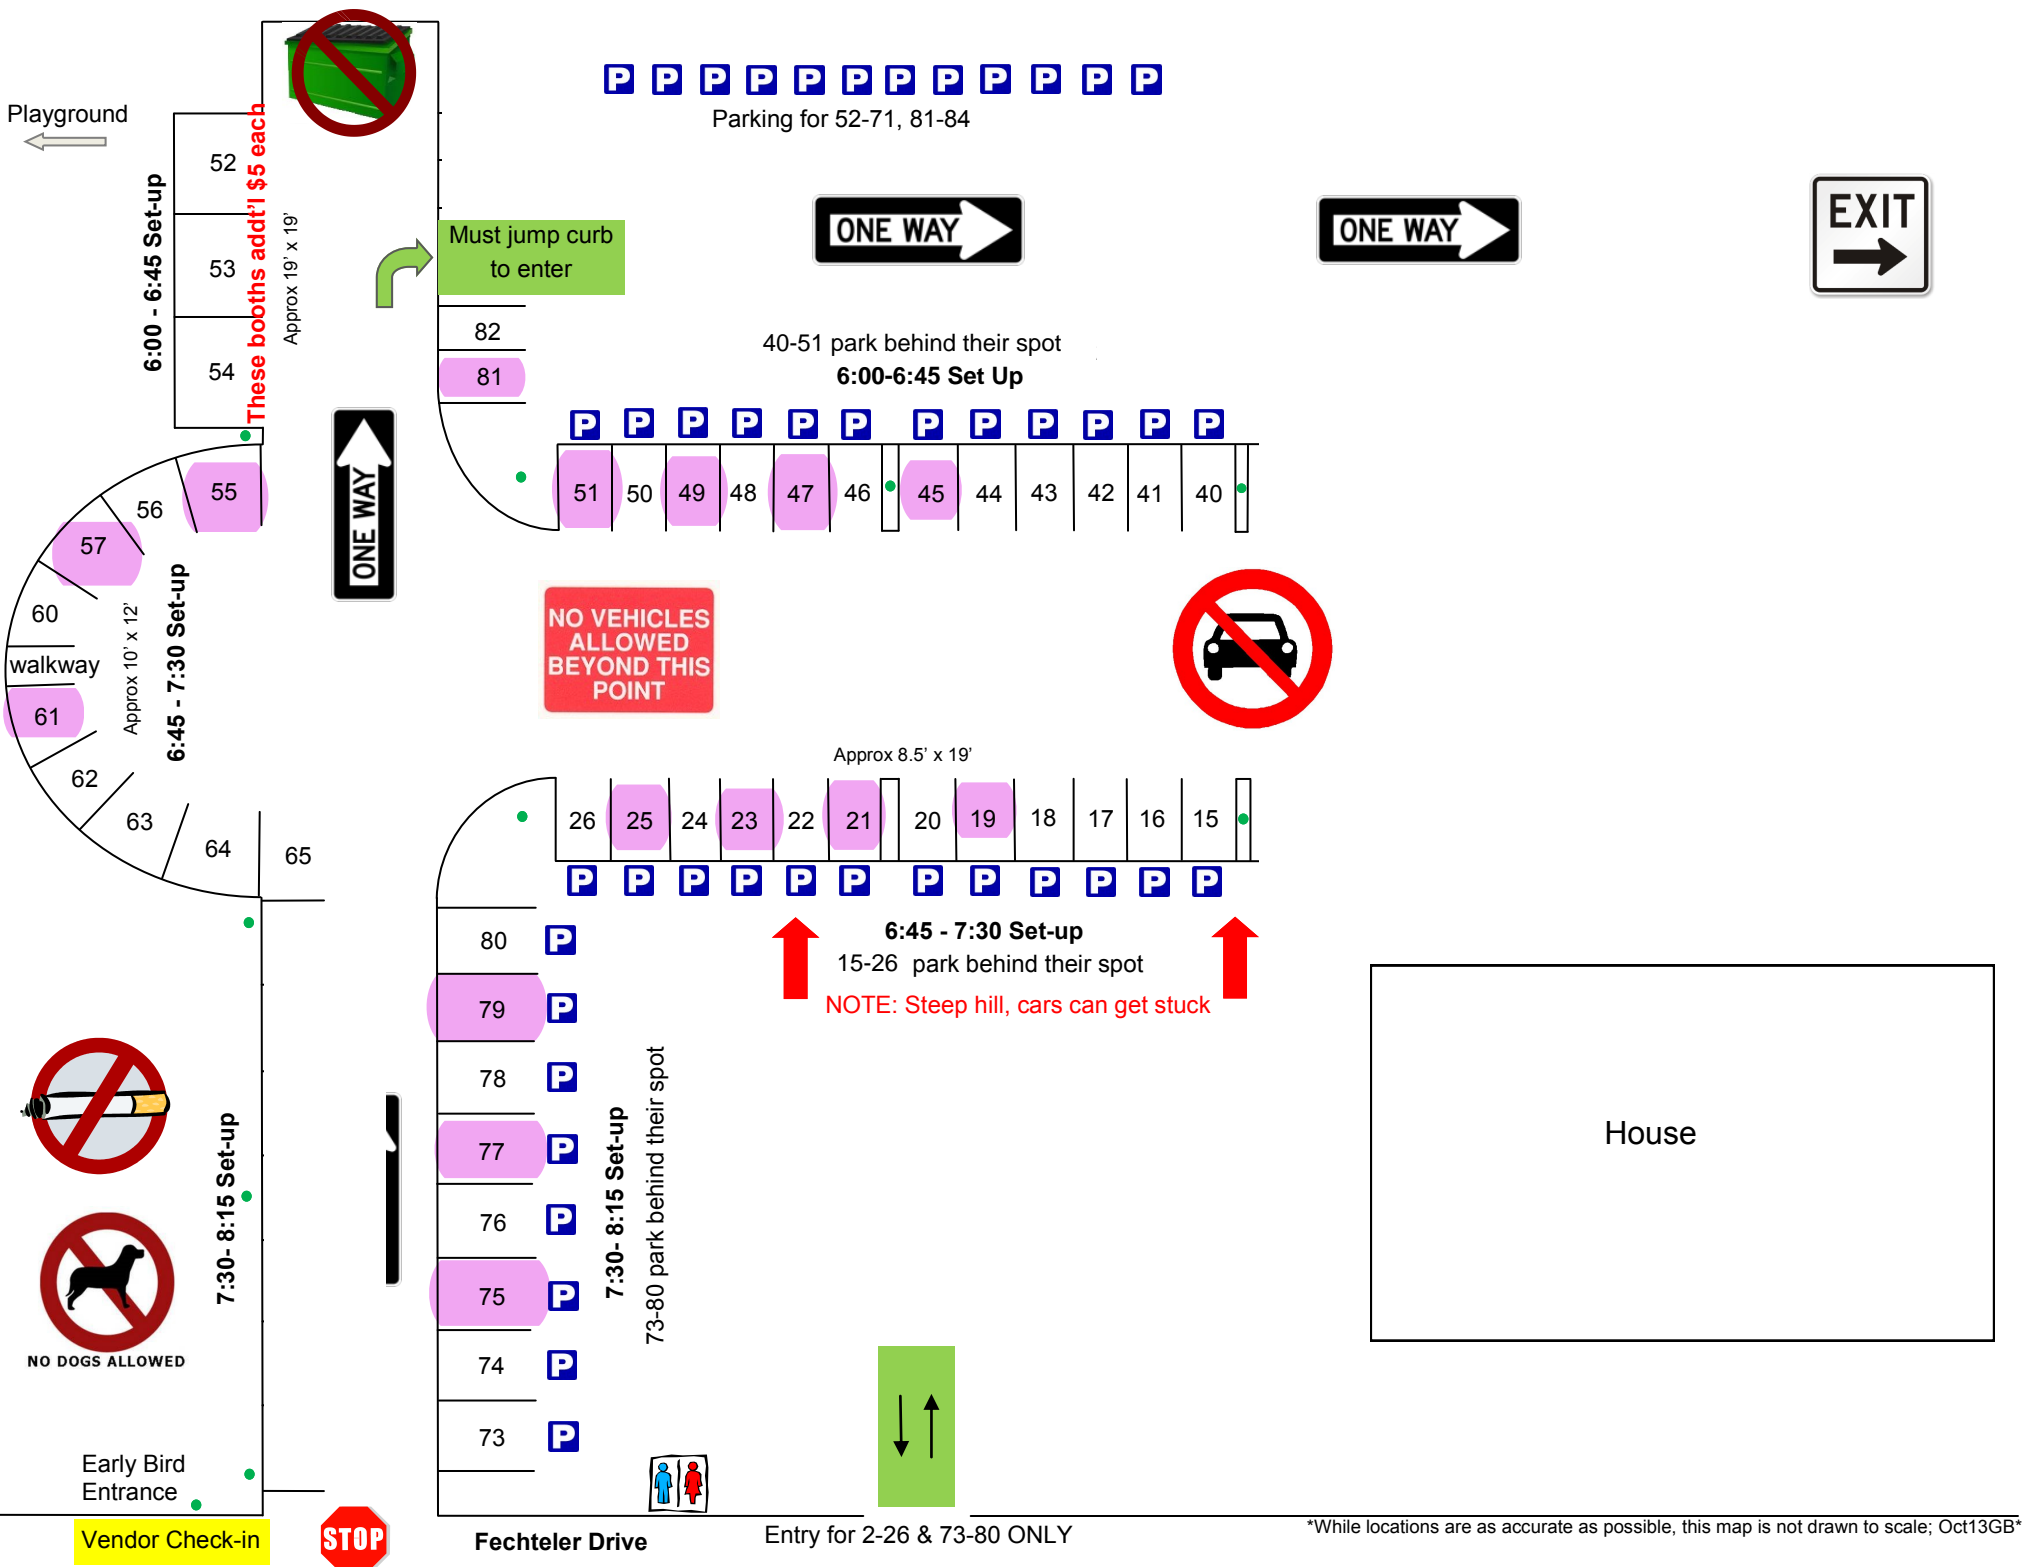 P P P P P P P P P P P P
Parking for 52-71, 81-84
Playground
52
53
54
6:00 - 6:45 Set-up
These booths addt'l $5 each
Approx 19' x 19'
Must jump curb
to enter
ONE WAY
ONE WAY
EXIT
82
81
40-51 park behind their spot
6:00-6:45 Set Up
P P P P P P P P P P P P
51 50 49 48 47 46 45 44 43 42 41 40
ONE WAY
55
56
57
60
walkway
61
62
63
64
65
Approx 10' x 12'
6:45 - 7:30 Set-up
NO VEHICLES
ALLOWED
BEYOND THIS
POINT
Approx 8.5' x 19'
26 25 24 23 22 21 20 19 18 17 16 15
P P P P P P P P P P P P
6:45 - 7:30 Set-up
15-26 park behind their spot
NOTE: Steep hill, cars can get stuck
80 P
79 P
78 P
77 P
76 P
75 P
74 P
73 P
7:30- 8:15 Set-up
73-80 park behind their spot
7:30- 8:15 Set-up
House
NO DOGS ALLOWED
Early Bird
Entrance
Vendor Check-in
STOP
Fechteler Drive
Entry for 2-26 & 73-80 ONLY
*While locations are as accurate as possible, this map is not drawn to scale; Oct13GB*